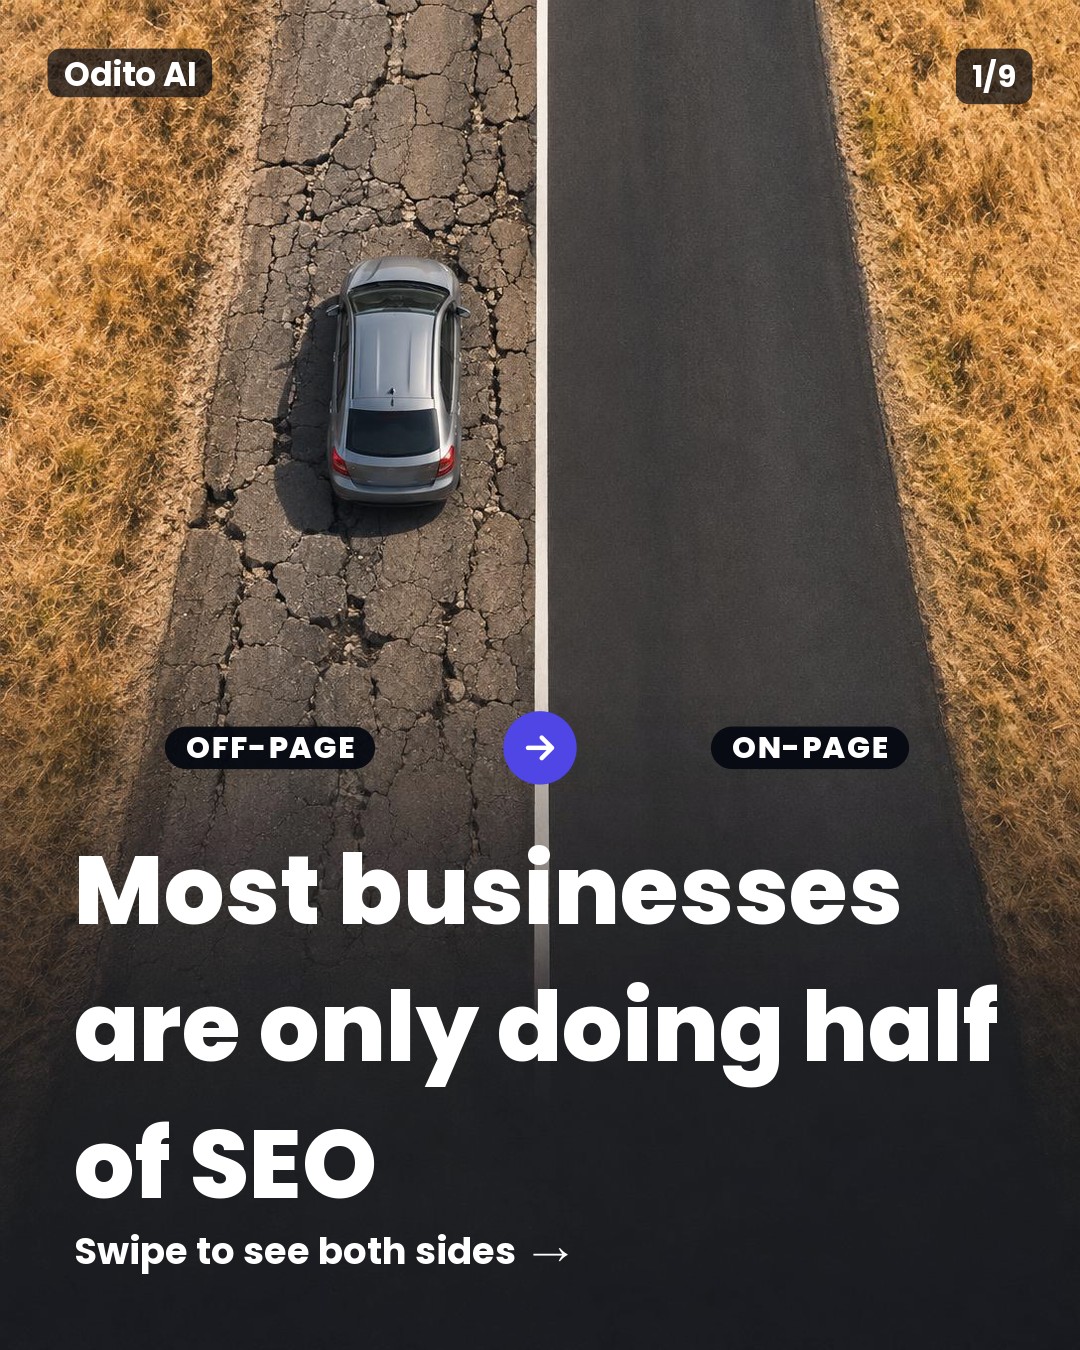 Odito AI
1/9
OFF-PAGE
→
ON-PAGE
Most businesses
are only doing half
of SEO
Swipe to see both sides →